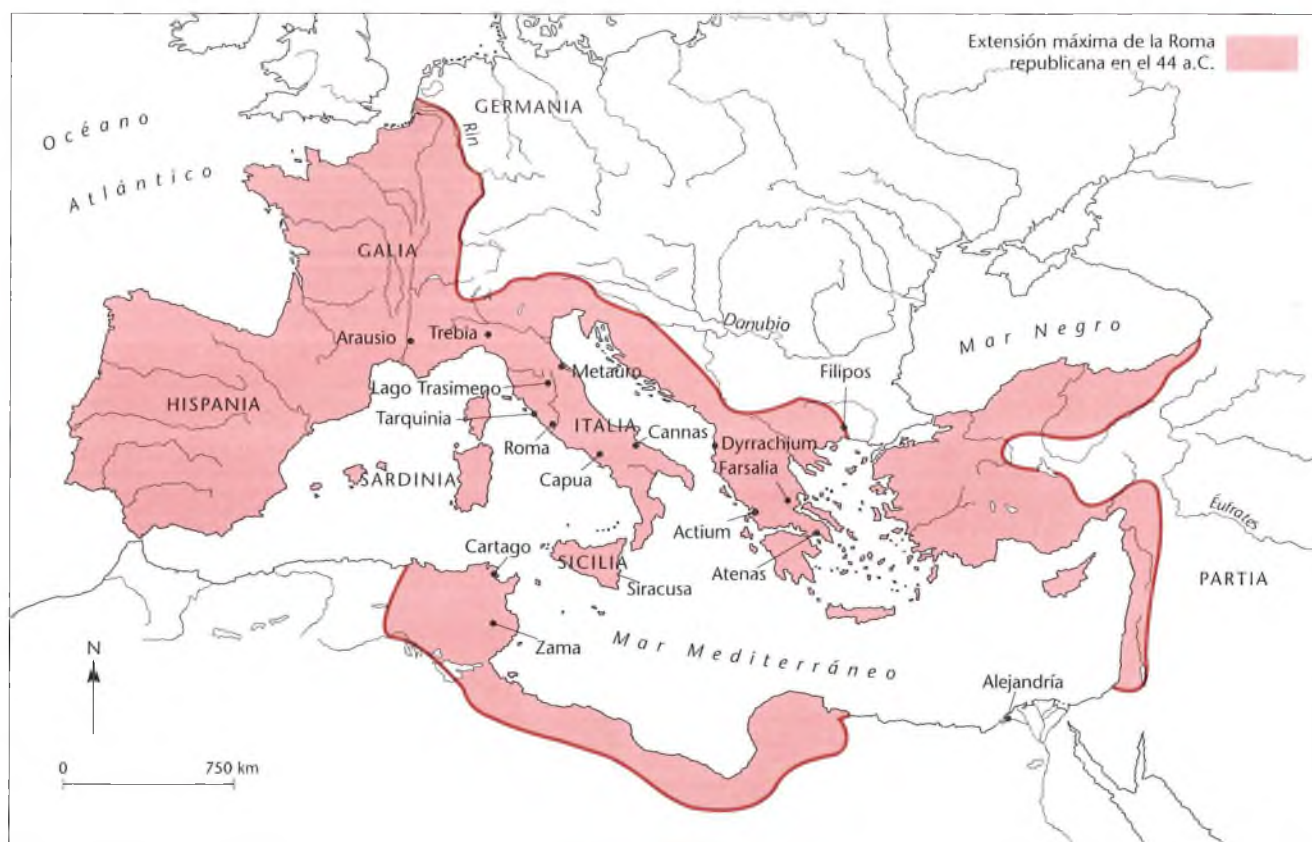 Extensión máxima de la Roma
republicana en el 44 a.C.
Océano
Atlántico
GERMANIA
Rin
GALIA
Danubio
Mar Negro
Arausio
Trebia
Metauro
Filipos
Lago Trasimeno
HISPANIA
Tarquinia
ITALIA
Cannas
Roma
Dyrrachium
Farsalia
SARDINIA
Capua
Éufrates
Actium
Cartago
SICILIA
Atenas
PARTIA
Siracusa
Zama
Mar Mediterráneo
N
Alejandría
0
750 km